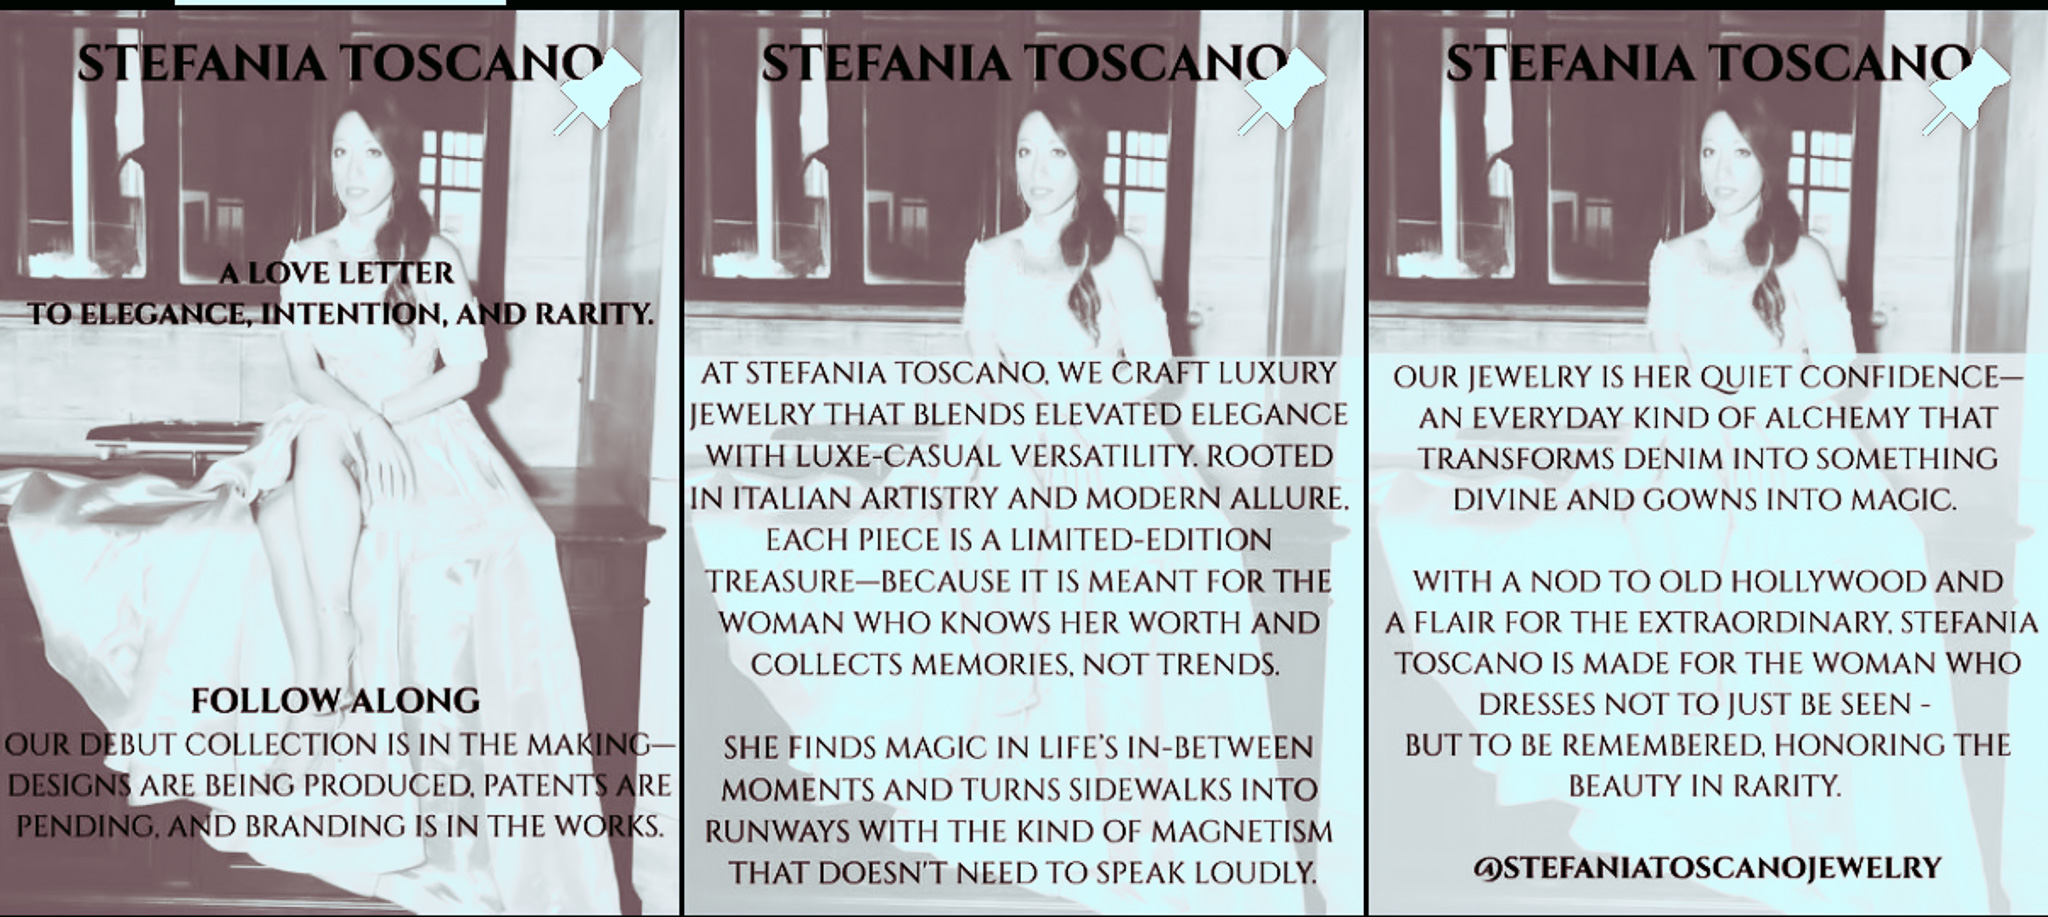 STEFANIA TOSCANO
A LOVE LETTER
TO ELEGANCE, INTENTION, AND RARITY.
FOLLOW ALONG
OUR DEBUT COLLECTION IS IN THE MAKING—
DESIGNS ARE BEING PRODUCED, PATENTS ARE
PENDING, AND BRANDING IS IN THE WORKS.
STEFANIA TOSCANO
AT STEFANIA TOSCANO, WE CRAFT LUXURY
JEWELRY THAT BLENDS ELEVATED ELEGANCE
WITH LUXE-CASUAL VERSATILITY. ROOTED
IN ITALIAN ARTISTRY AND MODERN ALLURE,
EACH PIECE IS A LIMITED-EDITION
TREASURE—BECAUSE IT IS MEANT FOR THE
WOMAN WHO KNOWS HER WORTH AND
COLLECTS MEMORIES, NOT TRENDS.
SHE FINDS MAGIC IN LIFE'S IN-BETWEEN
MOMENTS AND TURNS SIDEWALKS INTO
RUNWAYS WITH THE KIND OF MAGNETISM
THAT DOESN'T NEED TO SPEAK LOUDLY.
STEFANIA TOSCANO
OUR JEWELRY IS HER QUIET CONFIDENCE—
AN EVERYDAY KIND OF ALCHEMY THAT
TRANSFORMS DENIM INTO SOMETHING
DIVINE AND GOWNS INTO MAGIC.
WITH A NOD TO OLD HOLLYWOOD AND
A FLAIR FOR THE EXTRAORDINARY, STEFANIA
TOSCANO IS MADE FOR THE WOMAN WHO
DRESSES NOT TO JUST BE SEEN -
BUT TO BE REMEMBERED, HONORING THE
BEAUTY IN RARITY.
@STEFANIATOSCANOJEWELRY